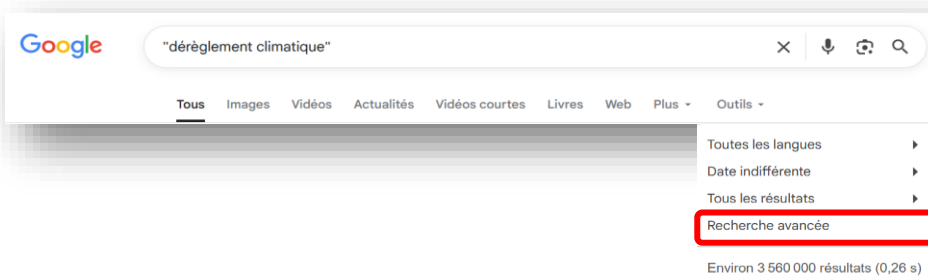 Google "dérèglement climatique"
Tous Images Vidéos Actualités Vidéos courtes Livres Web Plus Outils
Toutes les langues
Date indifférente
Tous les résultats
Recherche avancée
Environ 3 560 000 résultats (0,26 s)